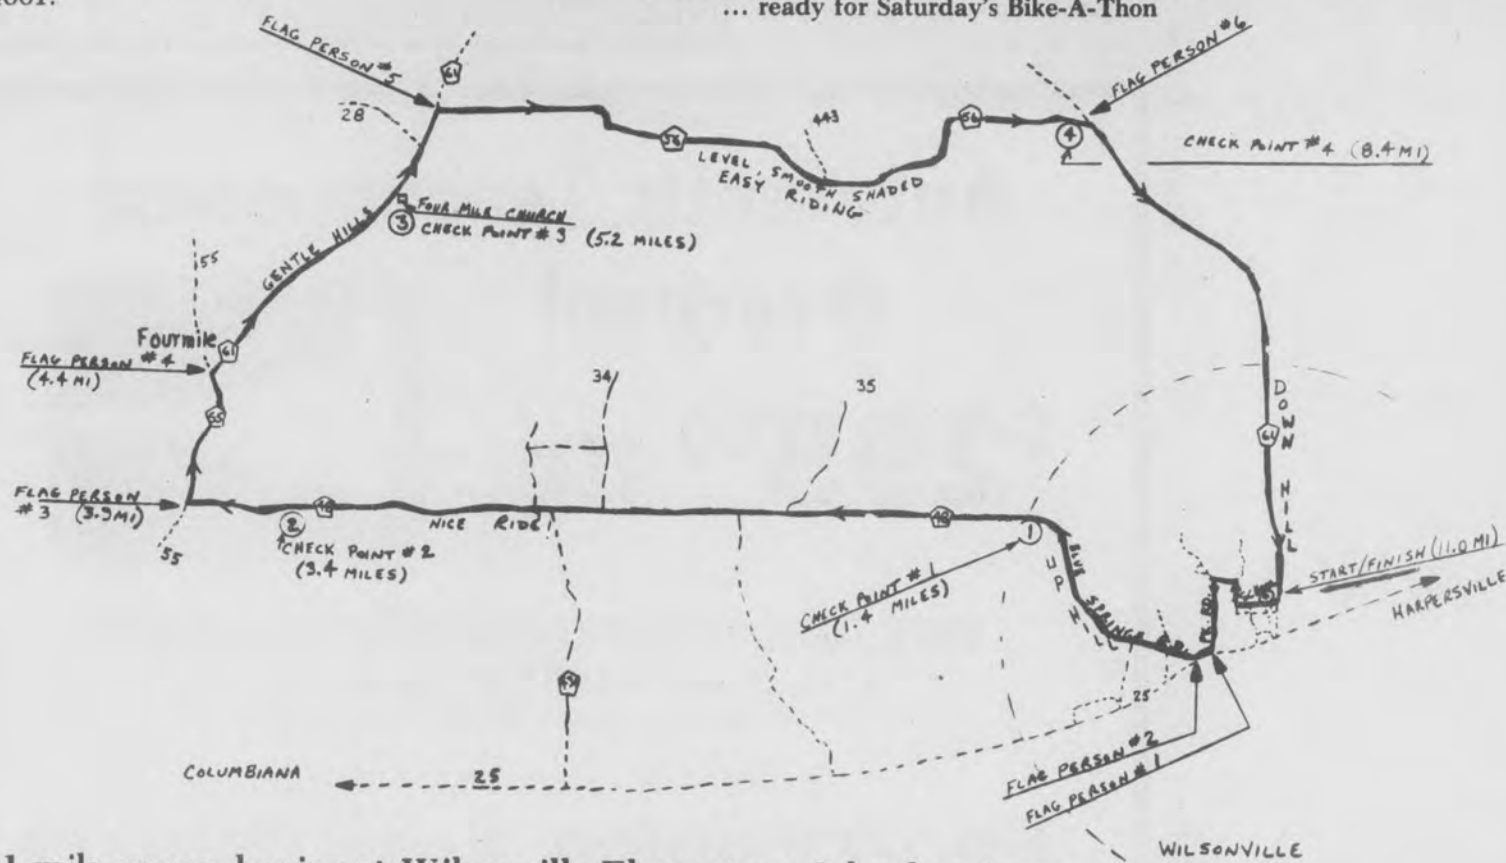 ... ready for Saturday's Bike-A-Thon
FLAG PERSON #5
61
28
56
443
LEVEL, SMOOTH SHADED
EASY RIDING
56
FLAG PERSON #6
4
CHECK POINT #4 (8.4 MI)
FOUR MILE CHURCH
3
CHECK POINT #3 (5.2 MILES)
GENTLE HILLS
55
Fourmile
61
FLAG PERSON #4
(4.4 MI)
55
34
35
DOWN HILL
61
FLAG PERSON
#3 (3.9 MI)
55
2
NICE RIDE!
CHECK POINT #2
(3.4 MILES)
1
CHECK POINT #1
(1.4 MILES)
UP HILL
BLUE SPRINGS RD.
START/FINISH (11.0 MI)
HARPERSVILLE
25
FLAG PERSON #2
FLAG PERSON #1
COLUMBIANA
25
WILSONVILLE